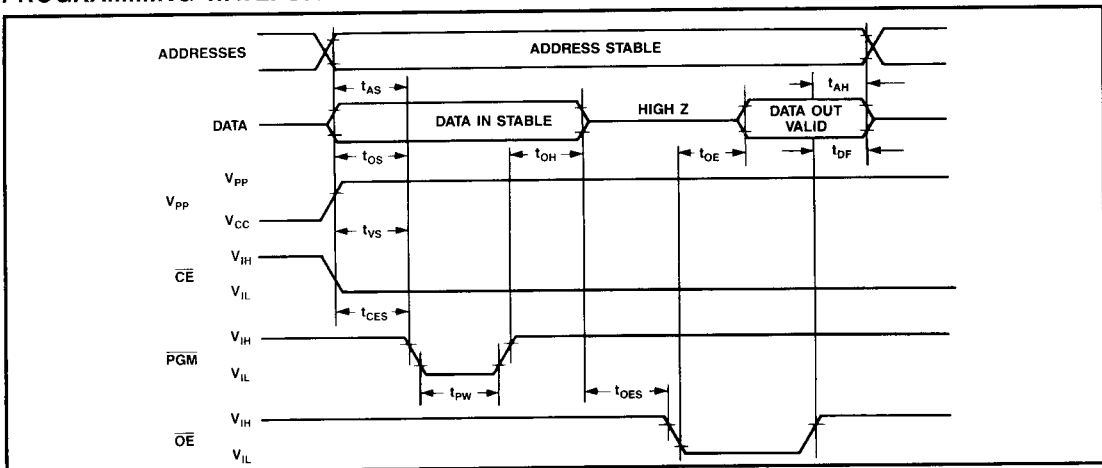 ADDRESSES
ADDRESS STABLE
tAS
tAH
DATA
DATA IN STABLE
HIGH Z
DATA OUT
VALID
tOS
tOH
tOE
tDF
VPP
VPP
VCC
tVS
CE
VIH
VIL
tCES
PGM
VIH
VIL
tPW
tOES
OE
VIH
VIL